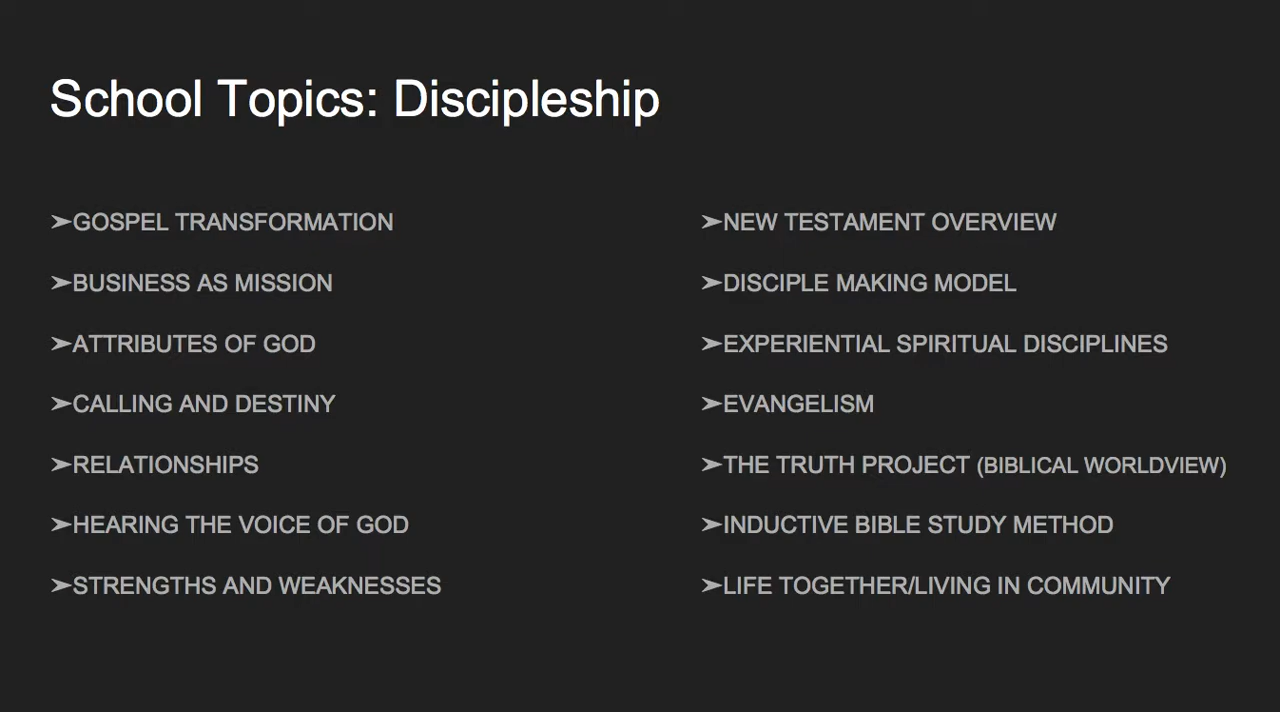 School Topics: Discipleship
➢GOSPEL TRANSFORMATION
➢BUSINESS AS MISSION
➢ATTRIBUTES OF GOD
➢CALLING AND DESTINY
➢RELATIONSHIPS
➢HEARING THE VOICE OF GOD
➢STRENGTHS AND WEAKNESSES
➢NEW TESTAMENT OVERVIEW
➢DISCIPLE MAKING MODEL
➢EXPERIENTIAL SPIRITUAL DISCIPLINES
➢EVANGELISM
➢THE TRUTH PROJECT (BIBLICAL WORLDVIEW)
➢INDUCTIVE BIBLE STUDY METHOD
➢LIFE TOGETHER/LIVING IN COMMUNITY